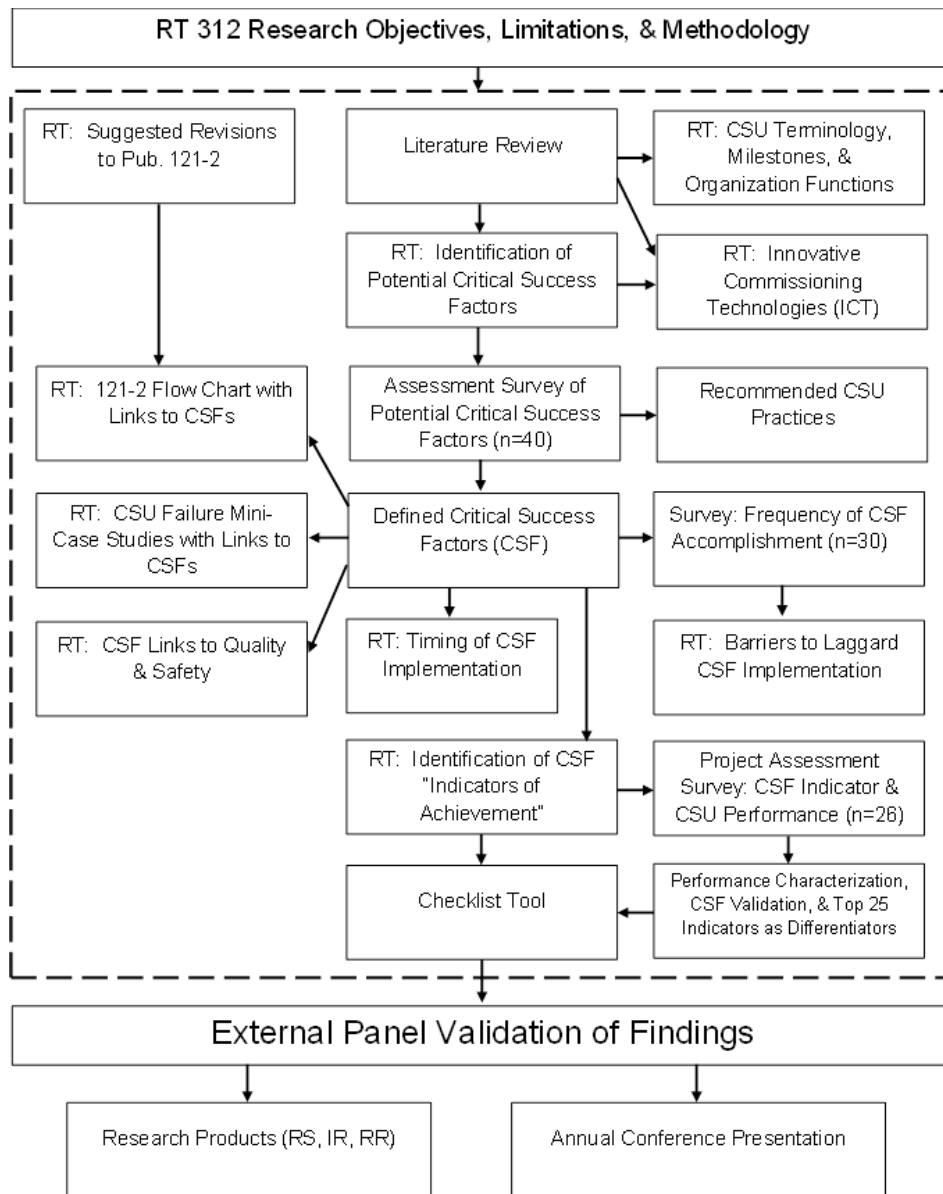 RT 312 Research Objectives, Limitations, & Methodology
RT:  Suggested Revisions
to Pub. 121-2
Literature Review
RT:  CSU Terminology,
Milestones, &
Organization Functions
RT:  Identification of
Potential Critical Success
Factors
RT:  Innovative
Commissioning
Technologies (ICT)
RT:  121-2 Flow Chart with
Links to CSFs
Assessment Survey of
Potential Critical Success
Factors (n=40)
Recommended CSU
Practices
RT:  CSU Failure Mini-
Case Studies with Links to
CSFs
Defined Critical Success
Factors (CSF)
Survey: Frequency of CSF
Accomplishment (n=30)
RT:  CSF Links to Quality
& Safety
RT: Timing of CSF
Implementation
RT:  Barriers to Laggard
CSF Implementation
RT:  Identification of CSF
"Indicators of
Achievement"
Project Assessment
Survey: CSF Indicator &
CSU Performance (n=26)
Checklist Tool
Performance Characterization,
CSF Validation, & Top 25
Indicators as Differentiators
External Panel Validation of Findings
Research Products (RS, IR, RR)
Annual Conference Presentation